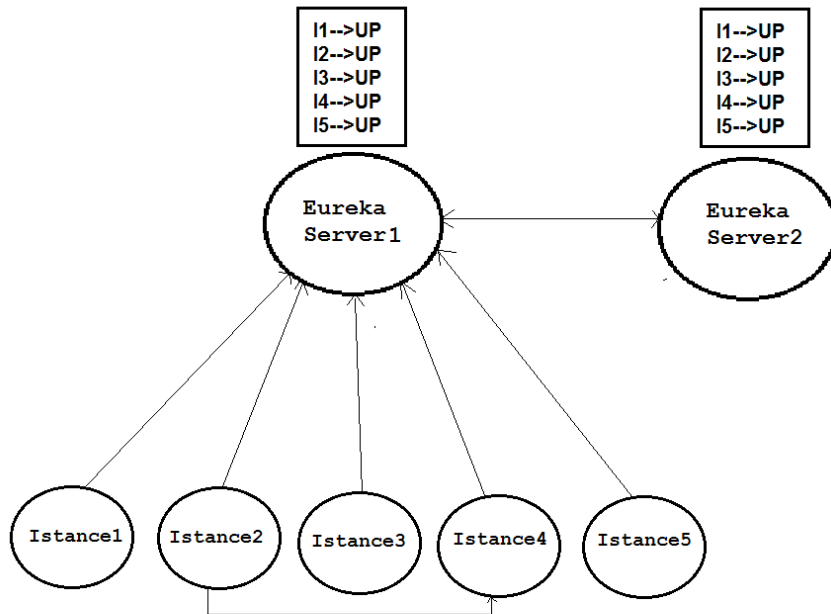 I1-->UP
I2-->UP
I3-->UP
I4-->UP
I5-->UP
I1-->UP
I2-->UP
I3-->UP
I4-->UP
I5-->UP
Eureka
Server1
Eureka
Server2
Istance1
Istance2
Istance3
Istance4
Istance5